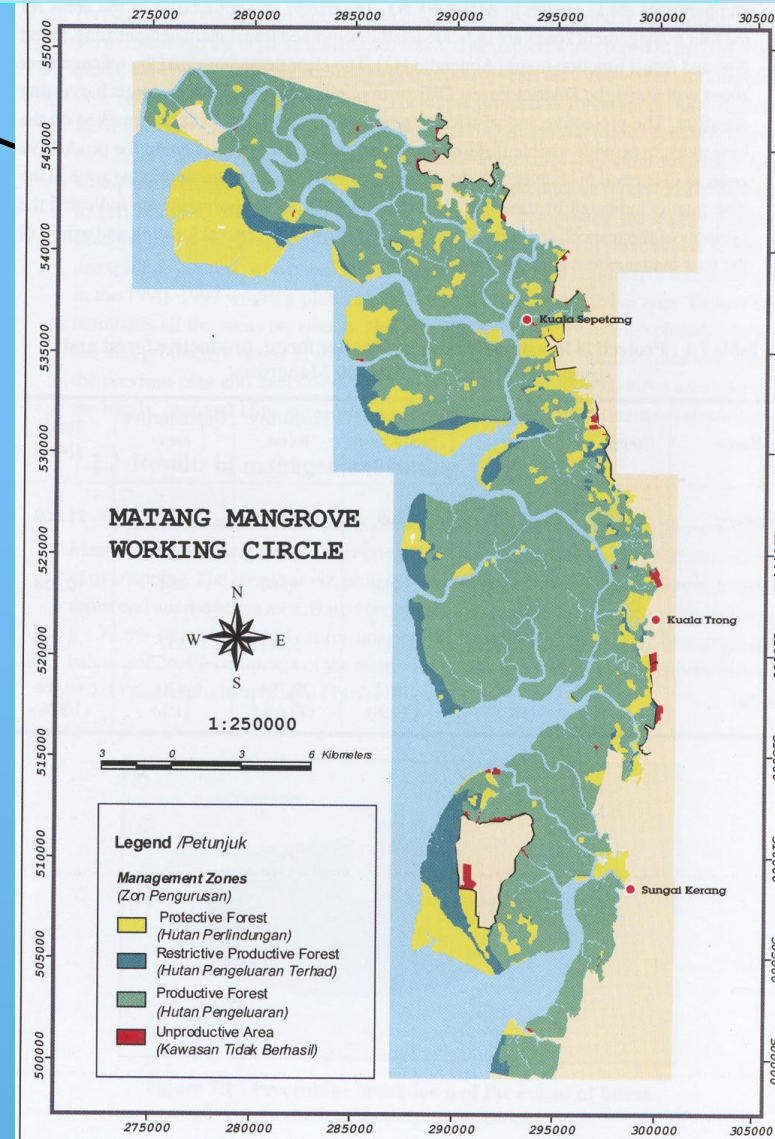 275000 280000 285000 290000 295000 300000 30500
550000
545000
540000
535000
530000
525000
520000
515000
510000
505000
500000
Kuala Sepetang
MATANG MANGROVE
WORKING CIRCLE
N
W E
S
1:250000
3 0 3 6 Kilometers
Kuala Trong
Sungai Kerang
Legend /Petunjuk
Management Zones
(Zon Pengurusan)
Protective Forest
(Hutan Perlindungan)
Restrictive Productive Forest
(Hutan Pengeluaran Terhad)
Productive Forest
(Hutan Pengeluaran)
Unproductive Area
(Kawasan Tidak Berhasil)
275000 280000 285000 290000 295000 300000 305000